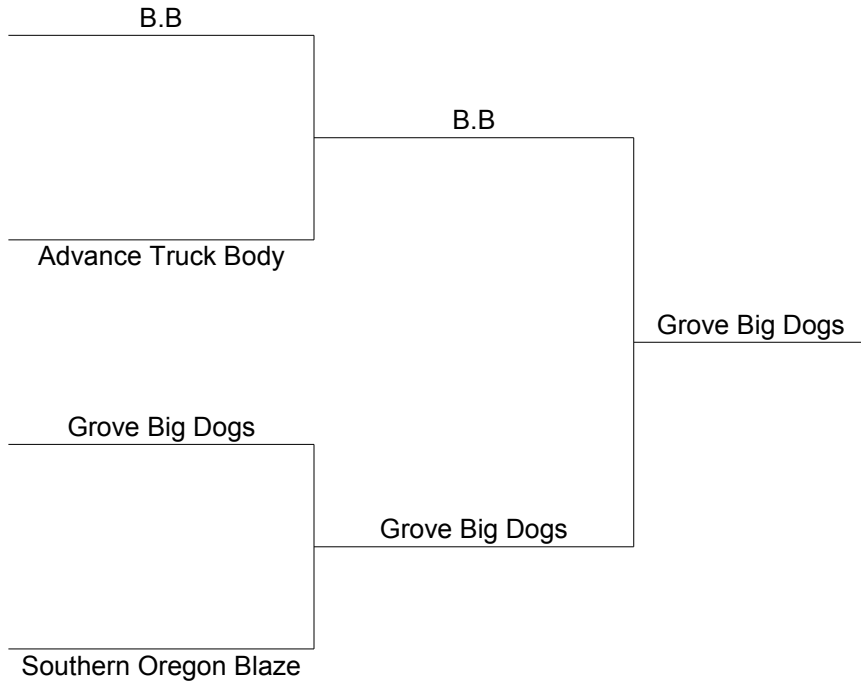 B.B
B.B
Advance Truck Body
Grove Big Dogs
Grove Big Dogs
Grove Big Dogs
Southern Oregon Blaze